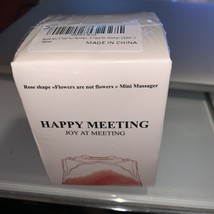 MADE IN CHINA
Rose shape »Flowers are not flowers » Mini Massager
HAPPY MEETING
JOY AT MEETING